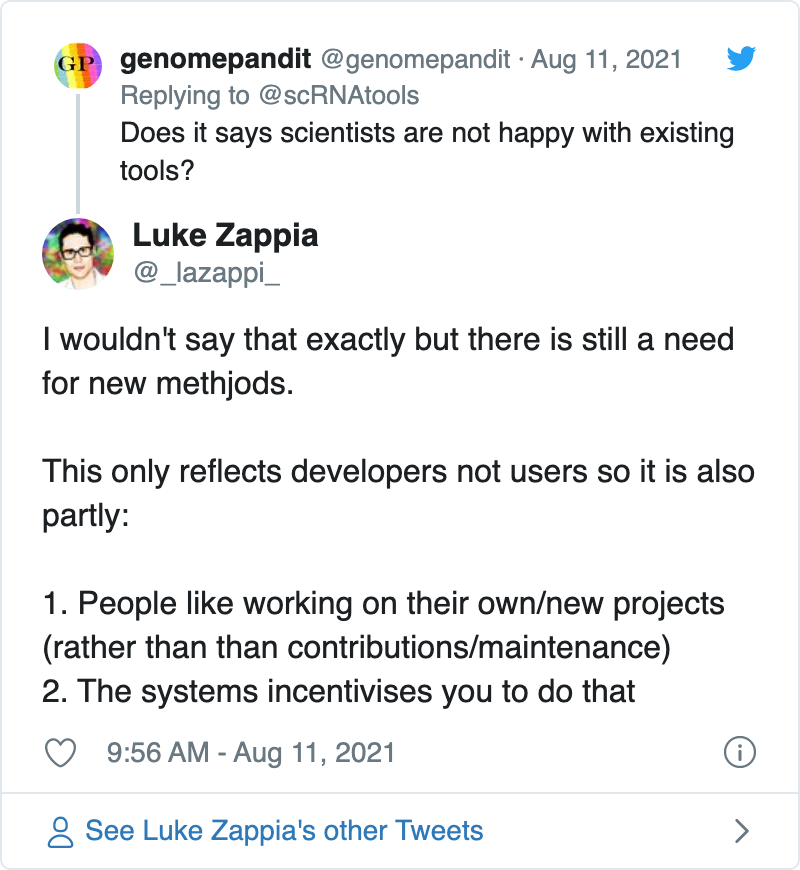 GP
genomepandit @genomepandit · Aug 11, 2021
Replying to @scRNAtools
Does it says scientists are not happy with existing
tools?
Luke Zappia
@_lazappi_
I wouldn't say that exactly but there is still a need
for new methjods.
This only reflects developers not users so it is also
partly:
1. People like working on their own/new projects
(rather than than contributions/maintenance)
2. The systems incentivises you to do that
9:56 AM - Aug 11, 2021
See Luke Zappia's other Tweets